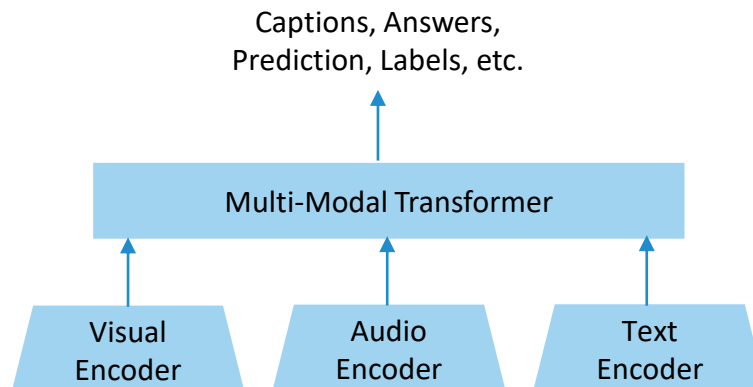 Captions, Answers,
Prediction, Labels, etc.
Multi-Modal Transformer
Visual
Encoder
Audio
Encoder
Text
Encoder